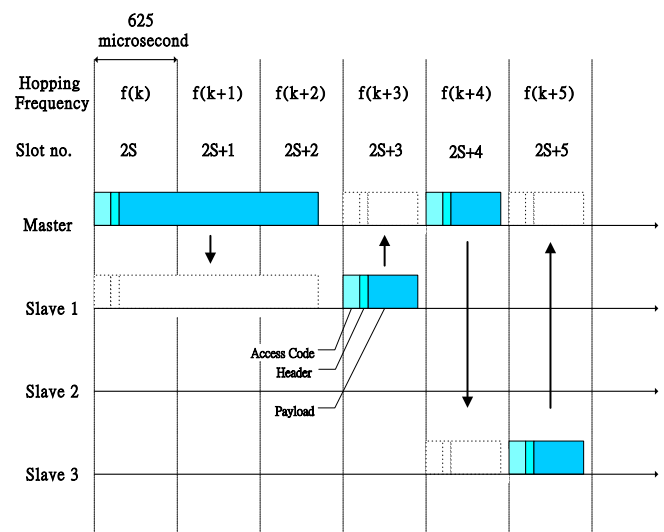 625
microsecond
Hopping
Frequency
f(k) f(k+1) f(k+2) f(k+3) f(k+4) f(k+5)
Slot no. 2S 2S+1 2S+2 2S+3 2S+4 2S+5
Master
Slave 1
Access Code
Header
Slave 2
Payload
Slave 3